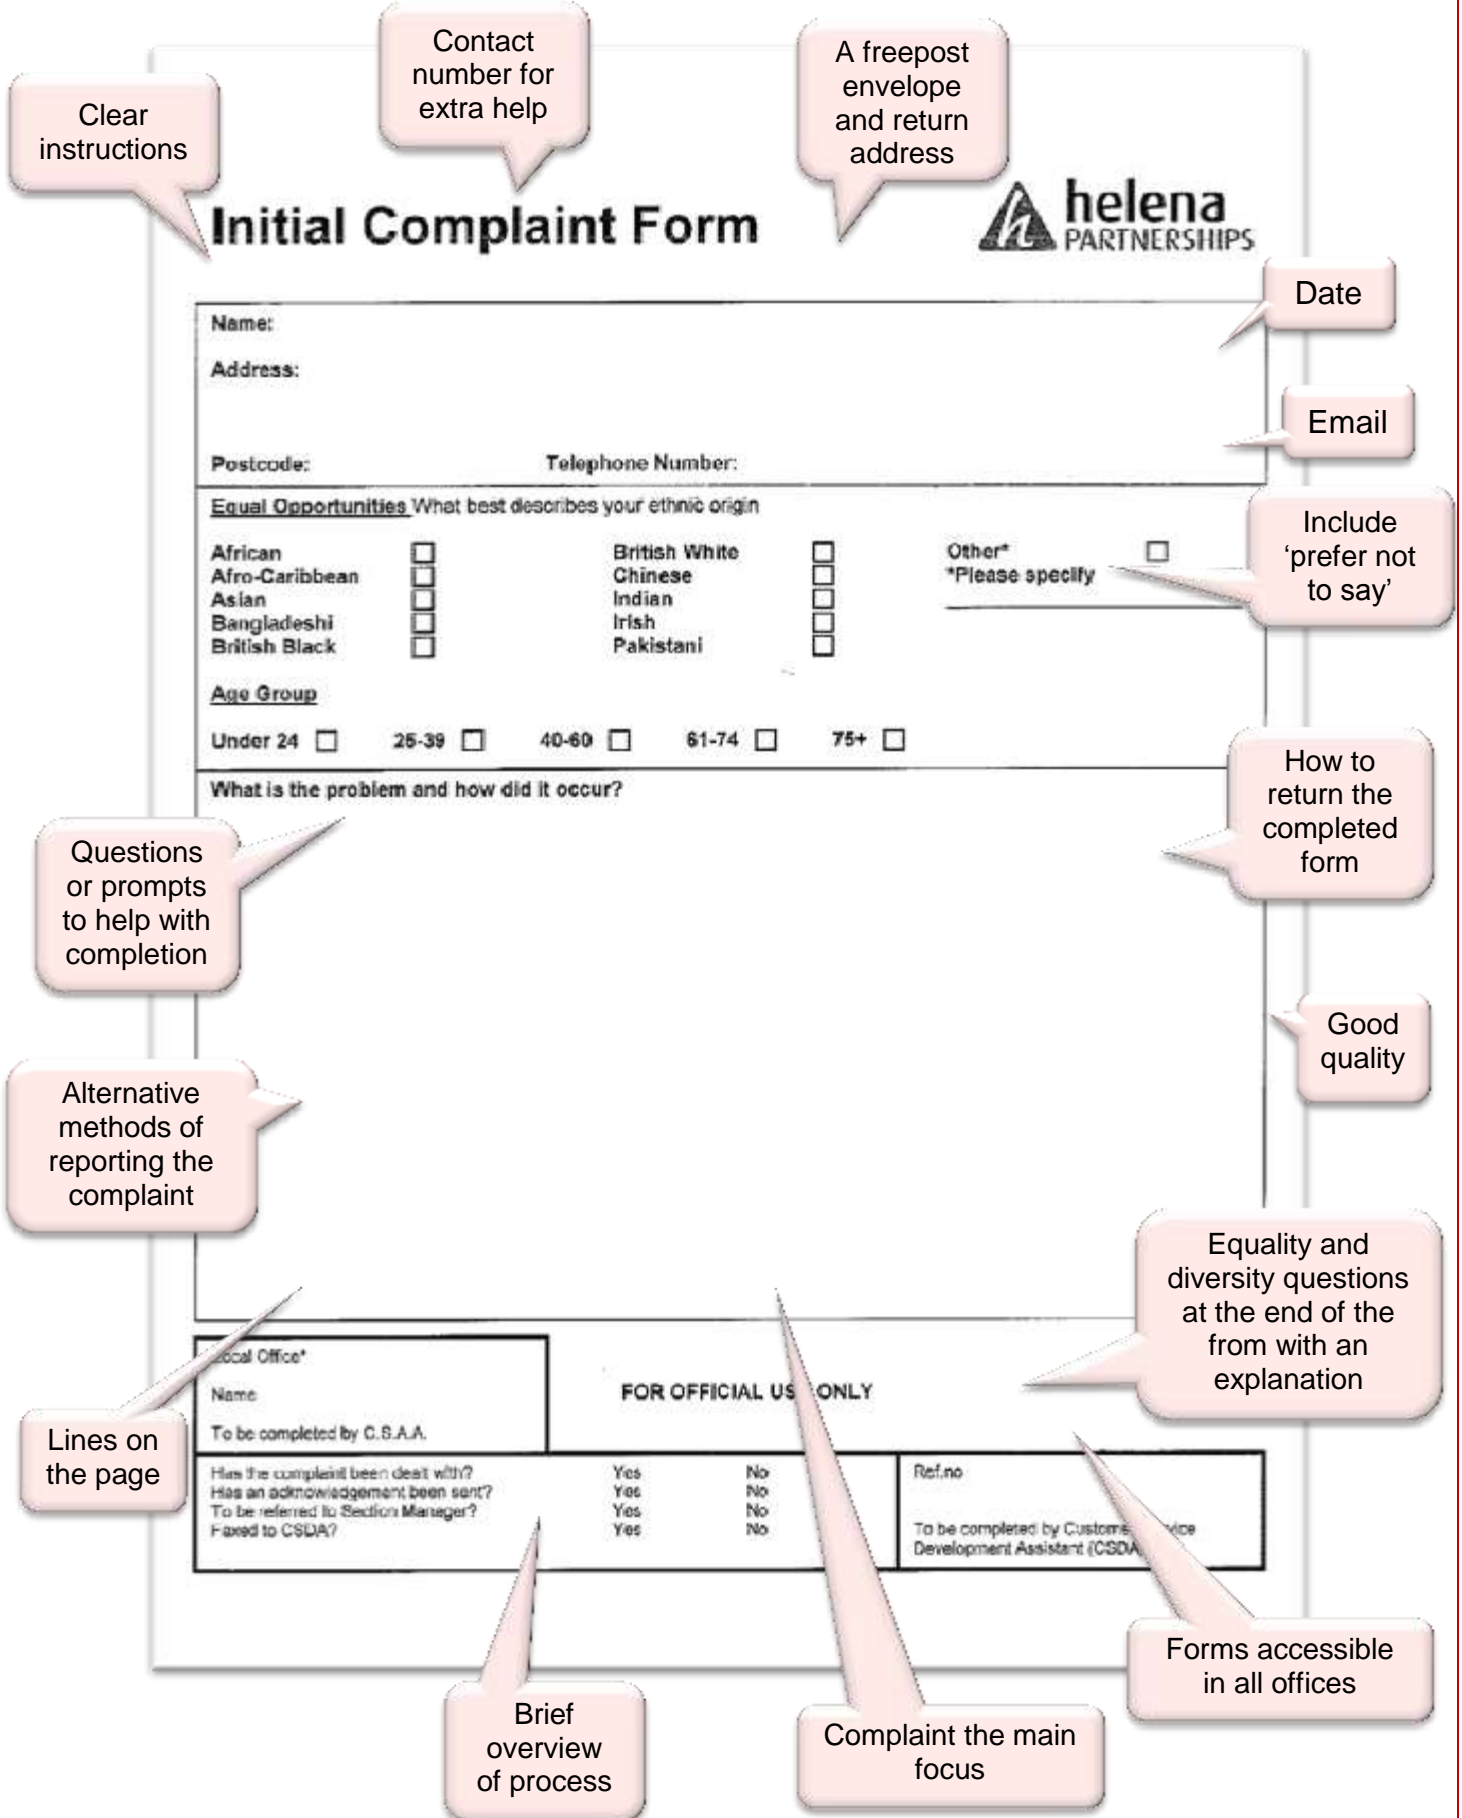 Contact
number for
extra help
A freepost
envelope
and return
address
Clear
instructions
Initial Complaint Form
helena
PARTNERSHIPS
Date
Name:
Address:
Email
Postcode: Telephone Number:
Equal Opportunities What best describes your ethnic origin
Include
‘prefer not
to say’
African British White Other*
Afro-Caribbean Chinese *Please specify
Asian Indian
Bangladeshi Irish
British Black Pakistani
Age Group
Under 24 25-39 40-60 61-74 75+
How to
return the
completed
form
What is the problem and how did it occur?
Questions
or prompts
to help with
completion
Good
quality
Alternative
methods of
reporting the
complaint
Equality and
diversity questions
at the end of the
from with an
explanation
Local Office*
Name
FOR OFFICIAL USE ONLY
To be completed by C.S.A.A.
Lines on
the page
Has the complaint been dealt with? Yes No
Has an acknowledgement been sent? Yes No
To be referred to Section Manager? Yes No
Faxed to CSDA? Yes No
Ref.no
To be completed by Customer Service
Development Assistant (CSDA)
Forms accessible
in all offices
Brief
overview
of process
Complaint the main
focus